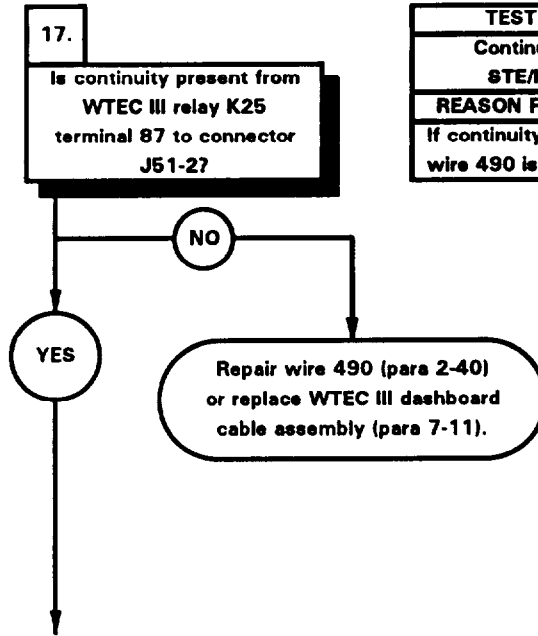 17.
Is continuity present from
WTEC III relay K25
terminal 87 to connector
J51-2?
TEST
STE/
REASON
If continuity
wire 490 is
NO
YES
Repair wire 490 (para 2-40)
or replace WTEC III dashboard
cable assembly (para 7-11).